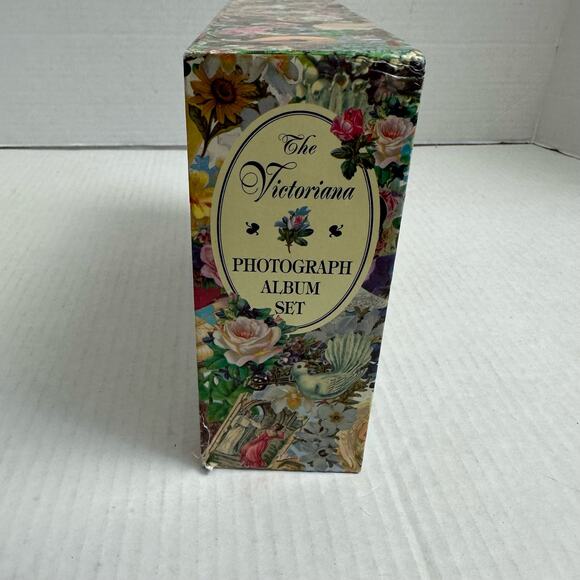 The
Victoriana
PHOTOGRAPH
ALBUM
SET